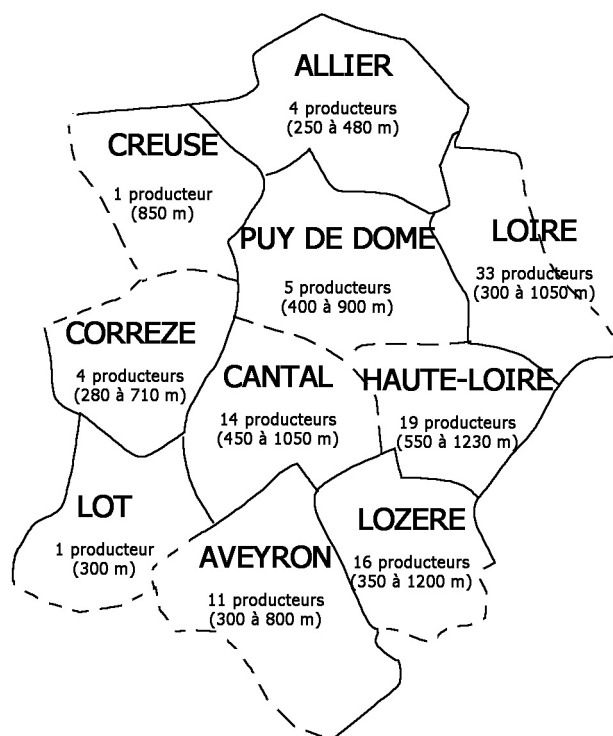 ALLIER
4 producteurs
(250 à 480 m)
CREUSE
1 producteur
(850 m)
PUY DE DOME
5 producteurs
(400 à 900 m)
LOIRE
33 producteurs
(300 à 1050 m)
CORREZE
4 producteurs
(280 à 710 m)
CANTAL
14 producteurs
(450 à 1050 m)
HAUTE-LOIRE
19 producteurs
(550 à 1230 m)
LOT
1 producteur
(300 m)
AVEYRON
11 producteurs
(300 à 800 m)
LOZERE
16 producteurs
(350 à 1200 m)